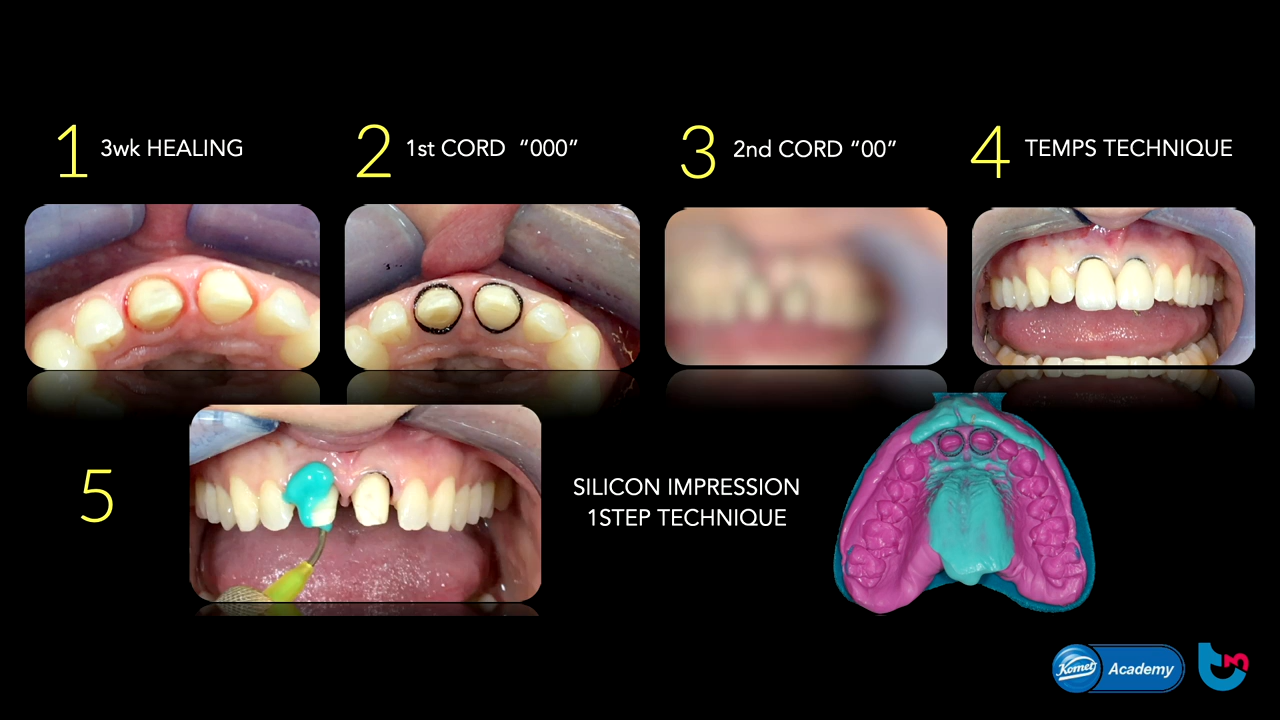 1 3wk HEALING
2 1st CORD “000”
3 2nd CORD “00”
4 TEMPS TECHNIQUE
5 SILICON IMPRESSION
1STEP TECHNIQUE
Komet Academy
tm